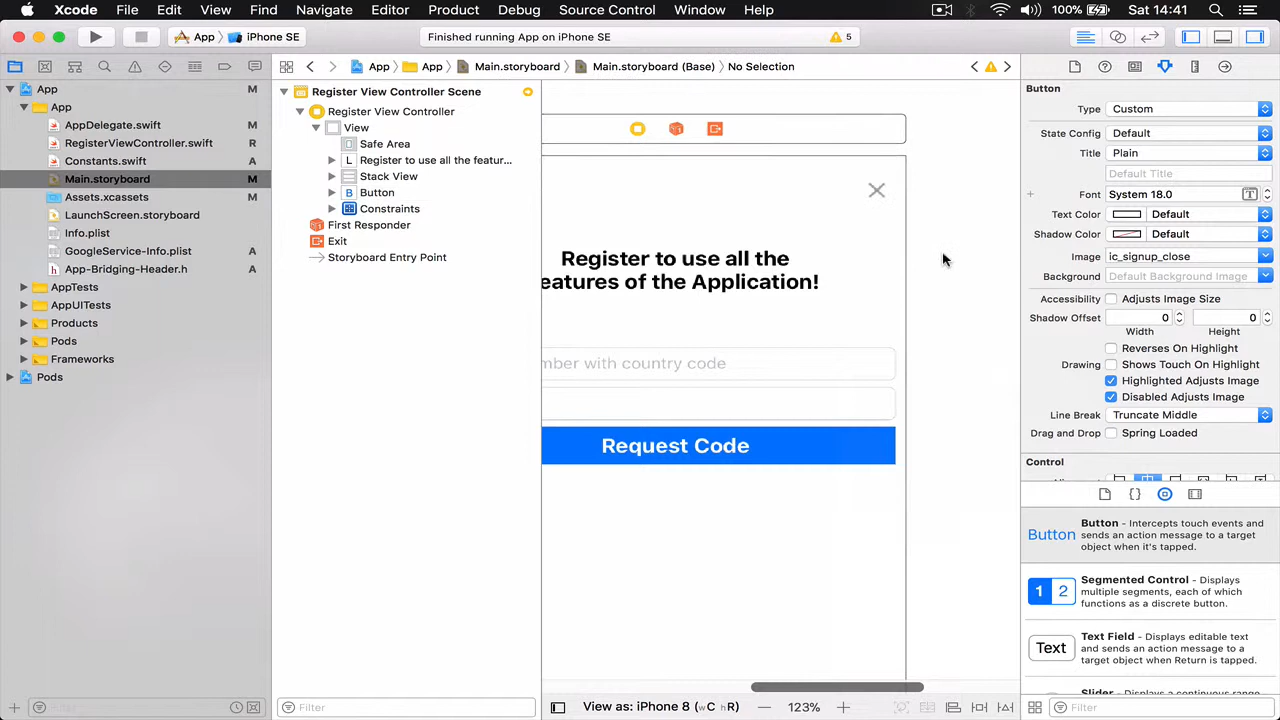 Xcode File Edit View Find Navigate Editor Product Debug Source Control Window Help 100% Sat 14:41
App iPhone SE Finished running App on iPhone SE 5
App App Main.storyboard Main.storyboard (Base) No Selection
App M
App
AppDelegate.swift M
RegisterViewController.swift R
Constants.swift A
Main.storyboard M
Assets.xcassets M
LaunchScreen.storyboard
Info.plist
GoogleService-Info.plist A
App-Bridging-Header.h A
AppTests
AppUITests
Products
Pods
Frameworks
Pods
Filter
Register View Controller Scene
Register View Controller
View
Safe Area
L Register to use all the featur...
Stack View
B Button
Constraints
First Responder
Exit
Storyboard Entry Point
Filter
Register to use all the
eatures of the Application!
mber with country code
Request Code
View as: iPhone 8 (wC hR) 123%
Button
Type Custom
State Config Default
Title Plain
Default Title
Font System 18.0 T
Text Color Default
Shadow Color Default
Image ic_signup_close
Background Default Background Image
Accessibility Adjusts Image Size
Shadow Offset 0 0
Width Height
Reverses On Highlight
Drawing Shows Touch On Highlight
Highlighted Adjusts Image
Disabled Adjusts Image
Line Break Truncate Middle
Drag and Drop Spring Loaded
Control
Button Button - Intercepts touch events and
sends an action message to a target
object when it's tapped.
1 2 Segmented Control - Displays
multiple segments, each of which
functions as a discrete button.
Text Text Field - Displays editable text
and sends an action message to a
target object when Return is tapped.
Slider - Displays a continuous range
Filter